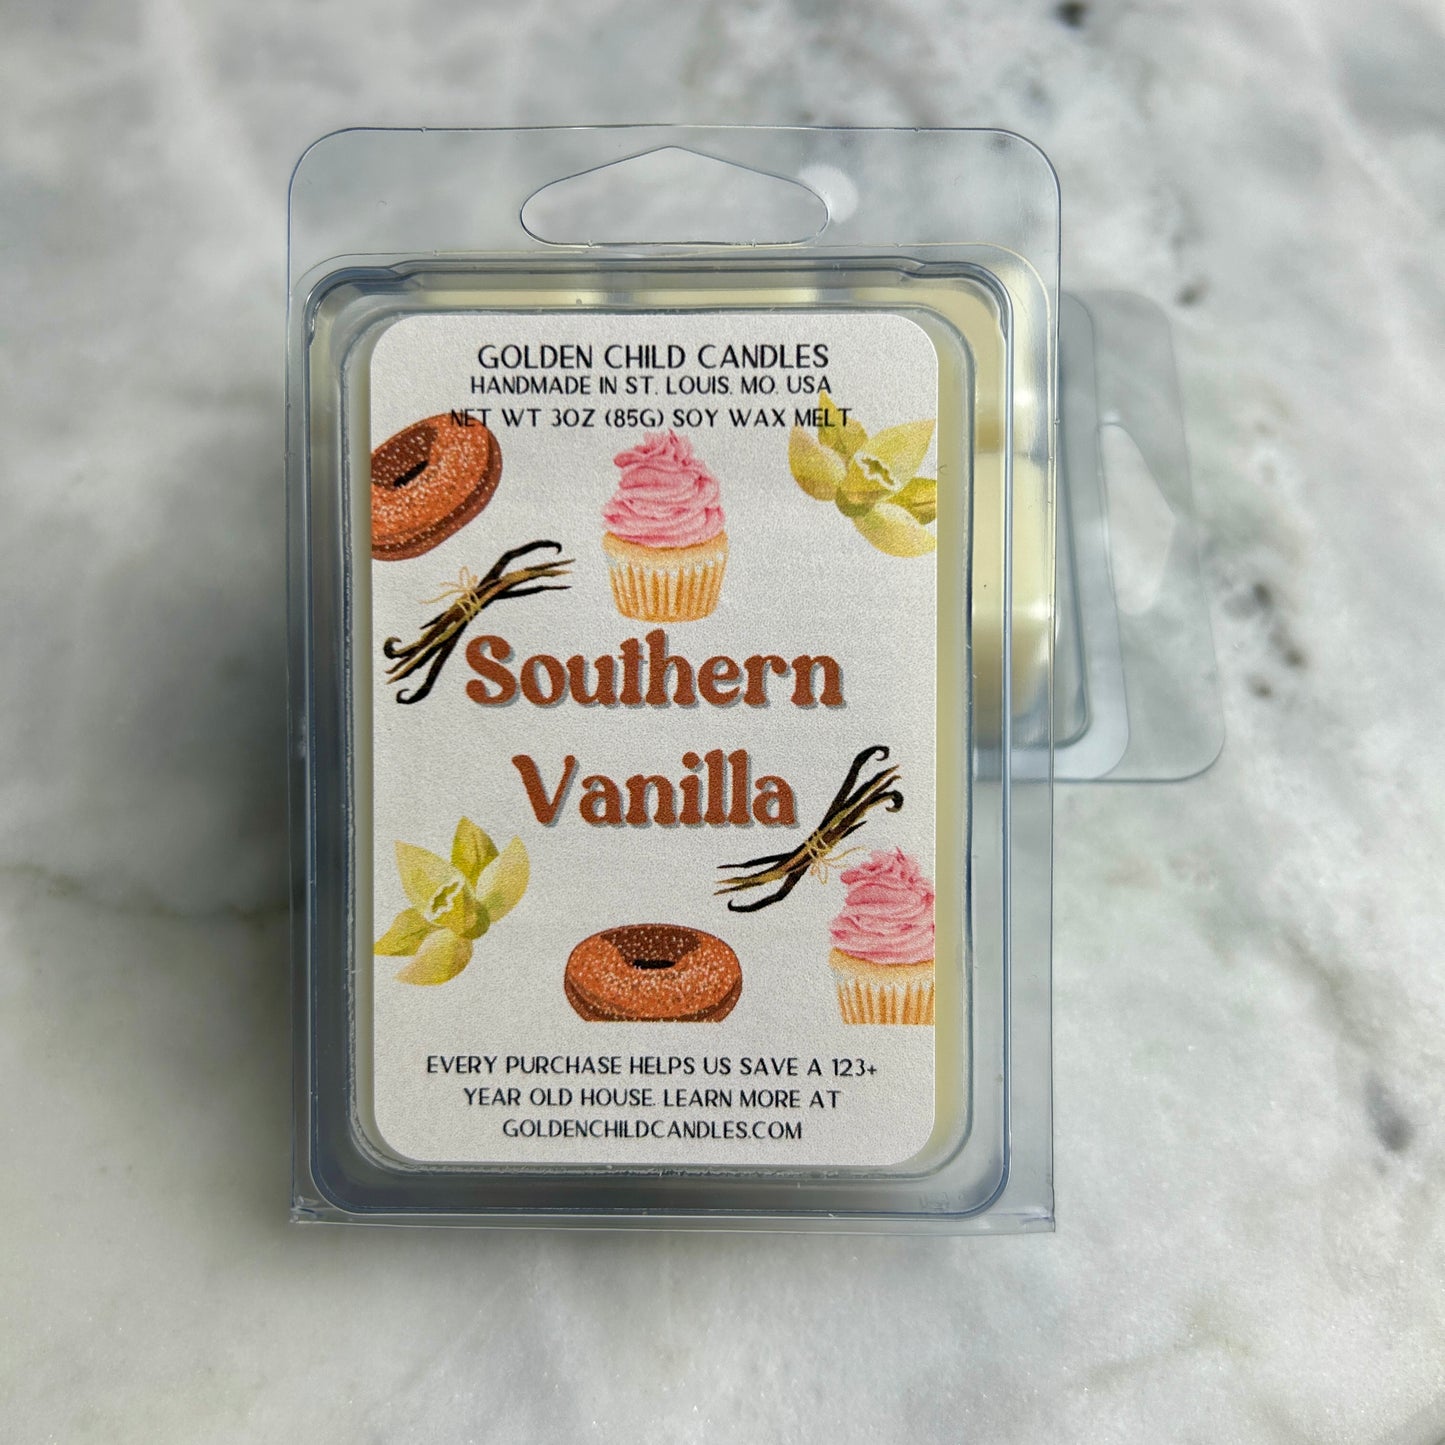 GOLDEN CHILD CANDLES
HANDMADE IN ST. LOUIS, MO, USA
NET WT 3OZ (85G) SOY WAX MELT
Southern
Vanilla
EVERY PURCHASE HELPS US SAVE A 123+
YEAR OLD HOUSE. LEARN MORE AT
GOLDENCHILDCANDLES.COM